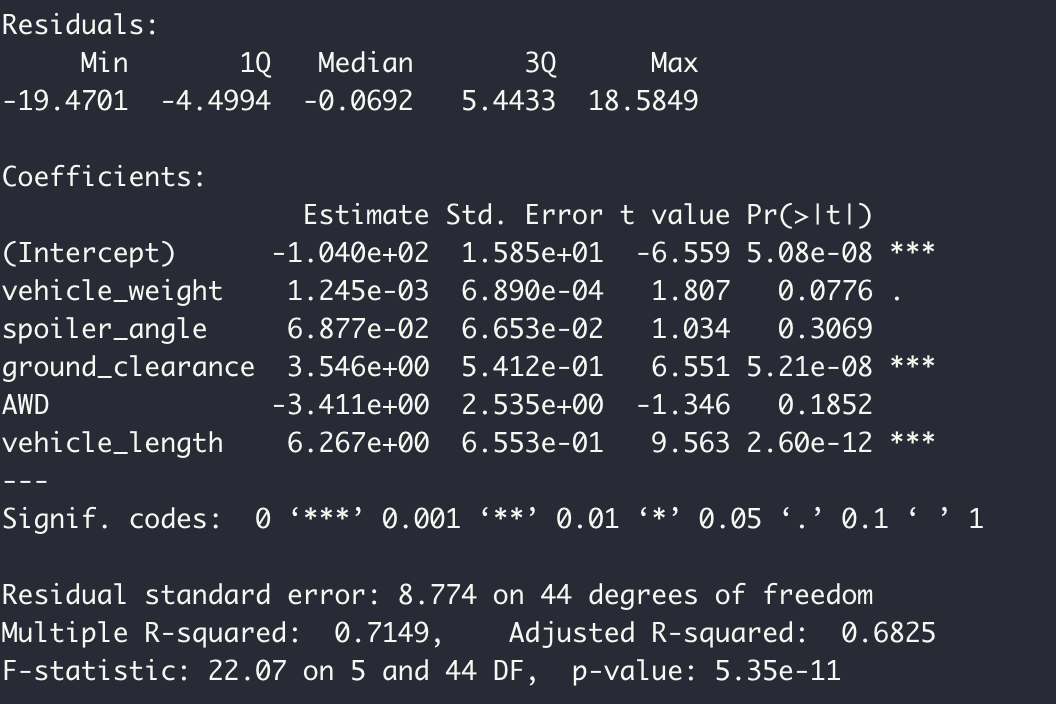 Residuals:
     Min       1Q   Median       3Q      Max
-19.4701  -4.4994  -0.0692   5.4433  18.5849

Coefficients:
                   Estimate Std. Error t value Pr(>|t|)
(Intercept)      -1.040e+02  1.585e+01  -6.559 5.08e-08 ***
vehicle_weight    1.245e-03  6.890e-04   1.807   0.0776 .
spoiler_angle     6.877e-02  6.653e-02   1.034   0.3069
ground_clearance  3.546e+00  5.412e-01   6.551 5.21e-08 ***
AWD              -3.411e+00  2.535e+00  -1.346   0.1852
vehicle_length    6.267e+00  6.553e-01   9.563 2.60e-12 ***
---
Signif. codes:  0 ‘***’ 0.001 ‘**’ 0.01 ‘*’ 0.05 ‘.’ 0.1 ‘ ’ 1

Residual standard error: 8.774 on 44 degrees of freedom
Multiple R-squared:  0.7149,    Adjusted R-squared:  0.6825
F-statistic: 22.07 on 5 and 44 DF,  p-value: 5.35e-11